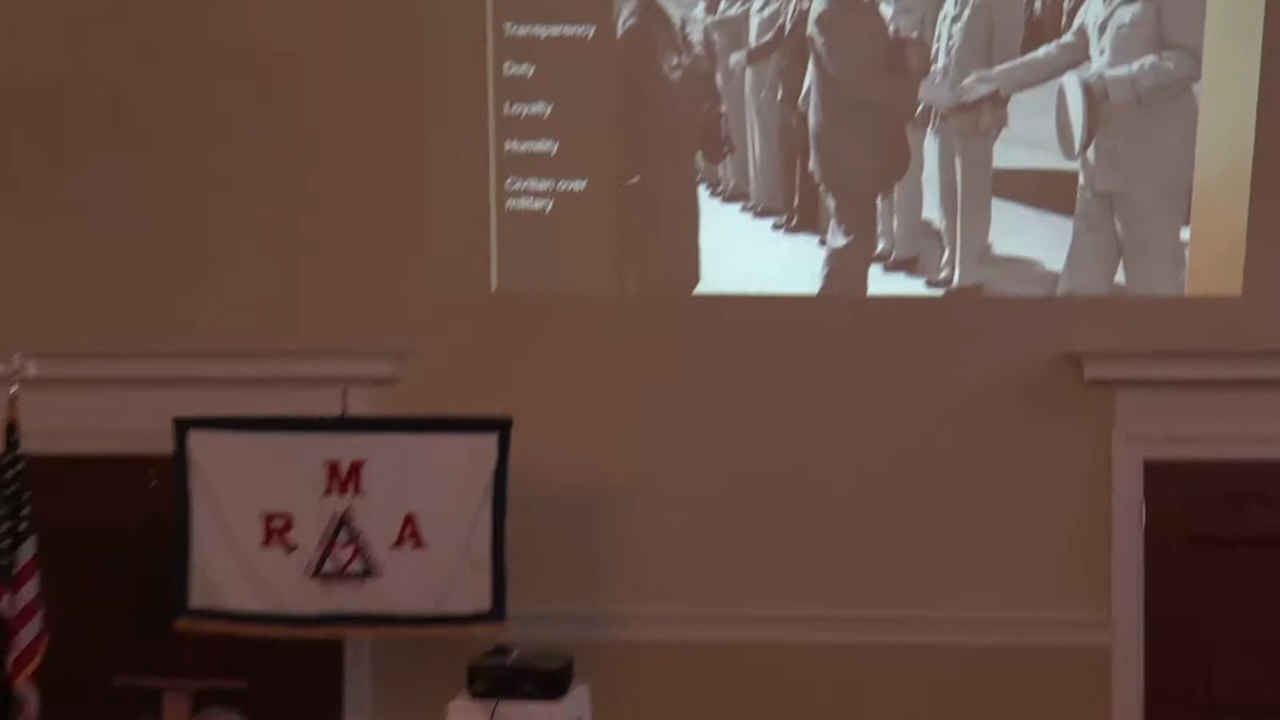 Transparency
Duty
Loyalty
Humility
Civilian over
military
M
R A